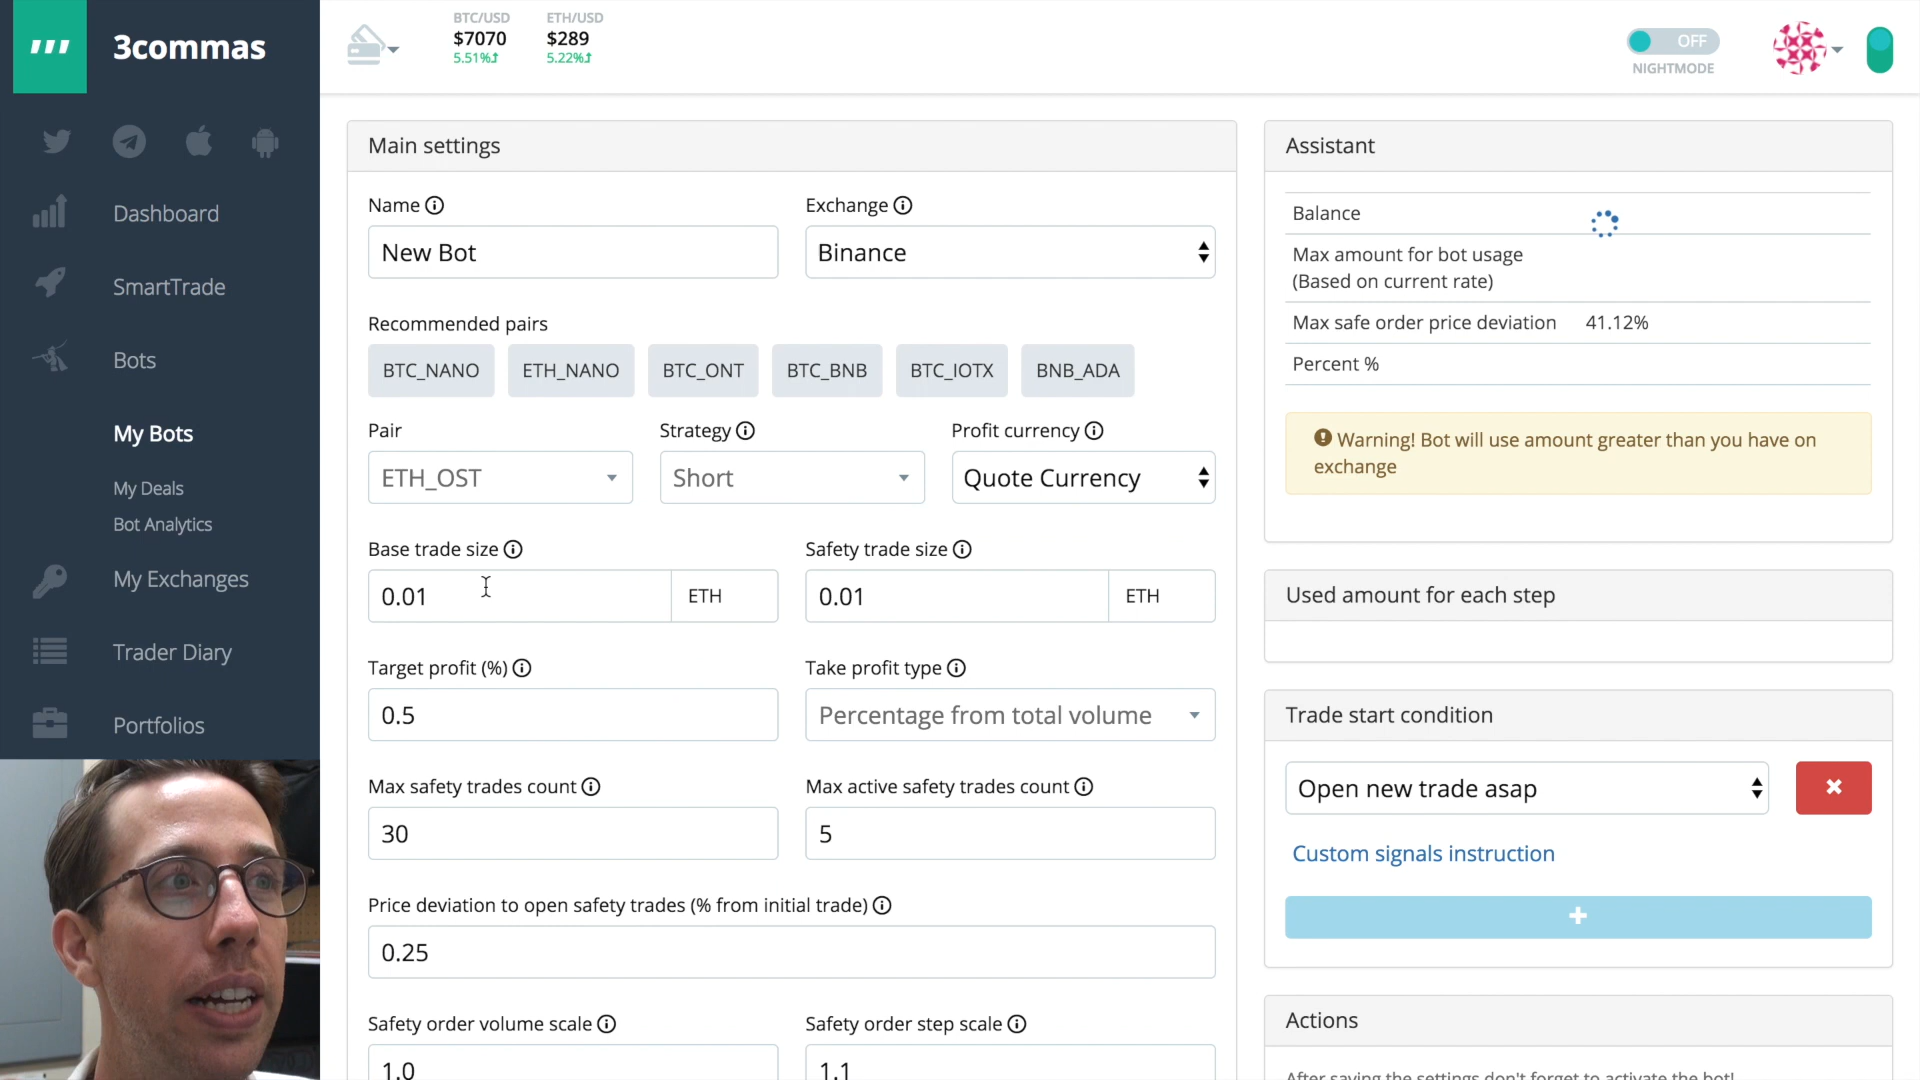 3commas
BTC/USD
$7070
5.51%
ETH/USD
$289
5.22%
OFF
NIGHTMODE
Dashboard
SmartTrade
Bots
My Bots
My Deals
Bot Analytics
My Exchanges
Trader Diary
Portfolios
Main settings
Name
Exchange
New Bot
Binance
Recommended pairs
BTC_NANO
ETH_NANO
BTC_ONT
BTC_BNB
BTC_IOTX
BNB_ADA
Pair
Strategy
Profit currency
ETH_OST
Short
Quote Currency
Base trade size
Safety trade size
0.01
ETH
0.01
ETH
Target profit (%)
Take profit type
0.5
Percentage from total volume
Max safety trades count
Max active safety trades count
30
5
Price deviation to open safety trades (% from initial trade)
0.25
Safety order volume scale
Safety order step scale
1.0
1.1
Assistant
Balance
Max amount for bot usage
(Based on current rate)
Max safe order price deviation 41.12%
Percent %
Warning! Bot will use amount greater than you have on
exchange
Used amount for each step
Trade start condition
Open new trade asap
Custom signals instruction
Actions
After saving the settings don't forget to activate the bot!